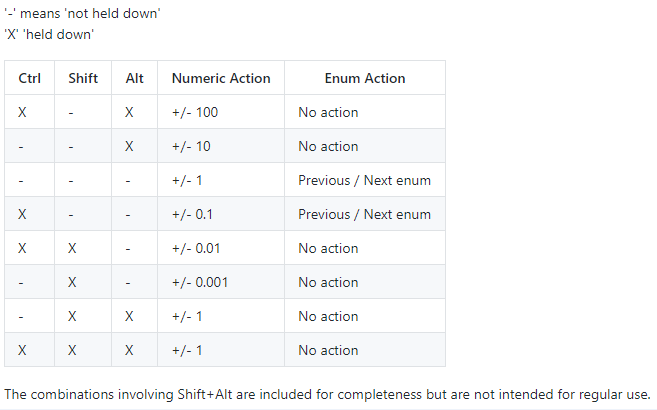 '-' means 'not held down'
'X' 'held down'
Ctrl Shift Alt Numeric Action Enum Action
X - X +/- 100 No action
- - X +/- 10 No action
- - - +/- 1 Previous / Next enum
X - - +/- 0.1 Previous / Next enum
X X - +/- 0.01 No action
- X - +/- 0.001 No action
- X X +/- 1 No action
X X X +/- 1 No action
The combinations involving Shift+Alt are included for completeness but are not intended for regular use.